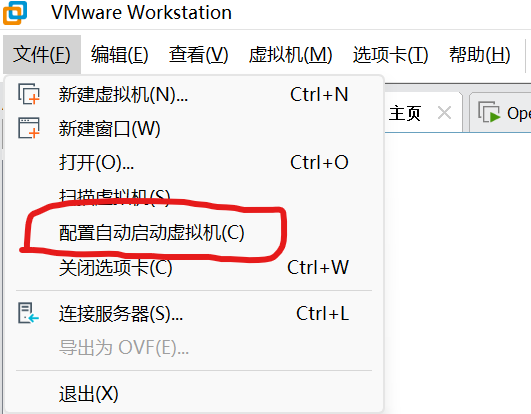 VMware Workstation
文件(F) 编辑(E) 查看(V) 虚拟机(M) 选项卡(T) 帮助(H)
主页 Ope
新建虚拟机(N)... Ctrl+N
新建窗口(W)
打开(O)... Ctrl+O
扫描虚拟机(S)
配置自动启动虚拟机(C)
关闭选项卡(C) Ctrl+W
连接服务器(S)... Ctrl+L
导出为 OVF(E)...
退出(X)